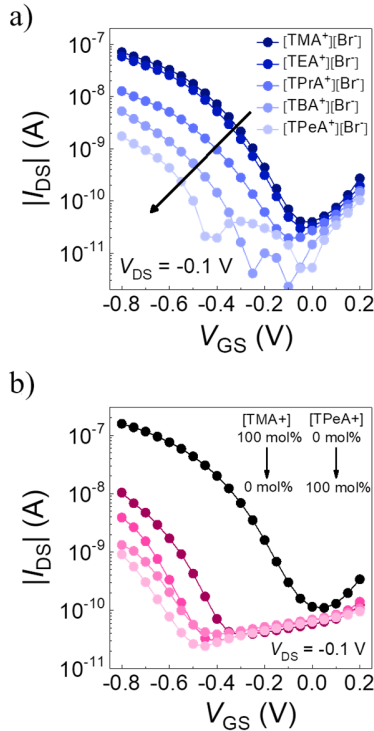 a)
10⁻⁷
10⁻⁸
10⁻⁹
10⁻¹⁰
10⁻¹¹
|I_DS| (A)
[TMA⁺][Br⁻]
[TEA⁺][Br⁻]
[TPrA⁺][Br⁻]
[TBA⁺][Br⁻]
[TPeA⁺][Br⁻]
V_DS = -0.1 V
-0.8 -0.6 -0.4 -0.2 0.0 0.2
V_GS (V)
b)
10⁻⁷
10⁻⁸
10⁻⁹
10⁻¹⁰
10⁻¹¹
|I_DS| (A)
[TMA+] [TPeA+]
100 mol% 0 mol%
0 mol% 100 mol%
V_DS = -0.1 V
-0.8 -0.6 -0.4 -0.2 0.0 0.2
V_GS (V)